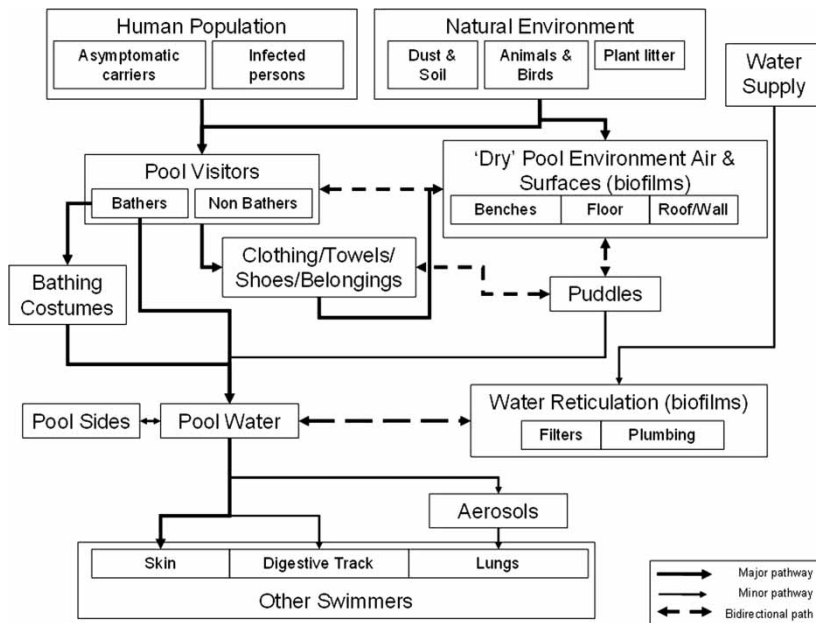 Human Population
Asymptomatic
carriers
Infected
persons
Natural Environment
Dust &
Soil
Animals &
Birds
Plant litter
Water
Supply
Pool Visitors
Bathers
Non Bathers
'Dry' Pool Environment Air &
Surfaces (biofilms)
Benches
Floor
Roof/Wall
Bathing
Costumes
Clothing/Towels/
Shoes/Belongings
Puddles
Pool Sides
Pool Water
Water Reticulation (biofilms)
Filters
Plumbing
Aerosols
Skin
Digestive Track
Lungs
Other Swimmers
Major pathway
Minor pathway
Bidirectional path